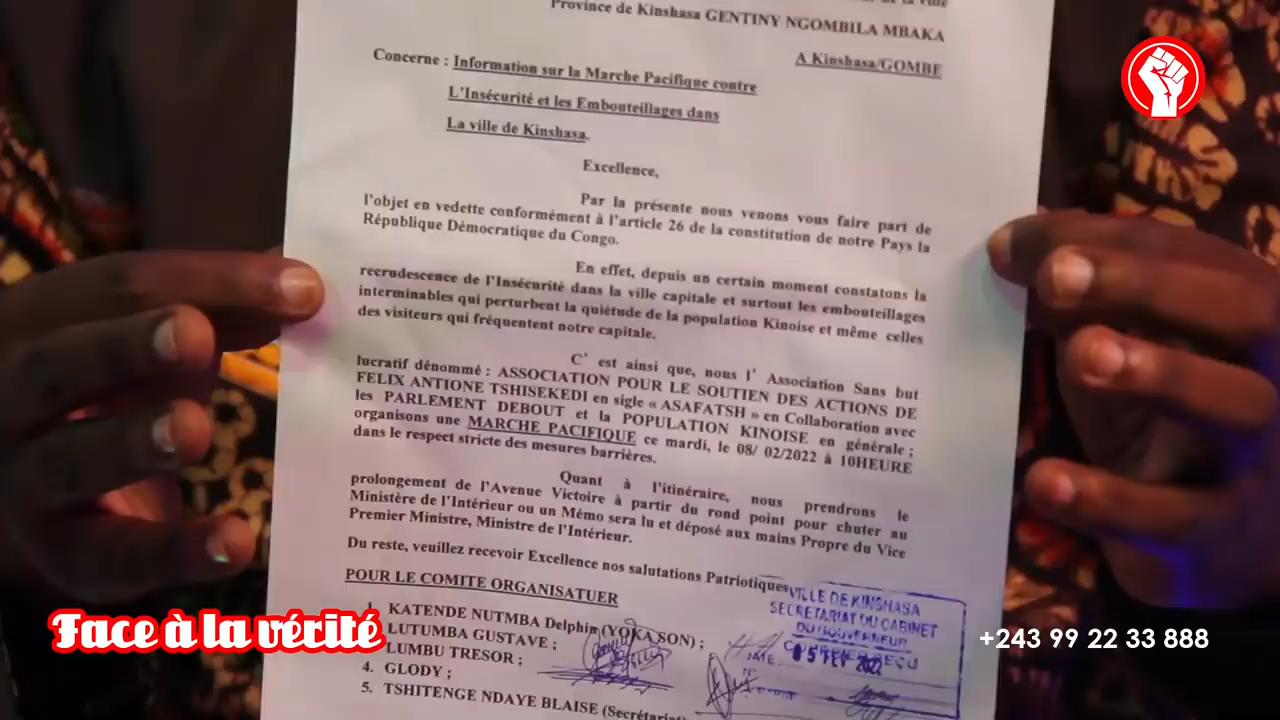 de la ville
Province de Kinshasa GENTINY NGOMBILA MBAKA
A Kinshasa/GOMBE
Concerne : Information sur la Marche Pacifique contre
L'Insécurité et les Embouteillages dans
La ville de Kinshasa.
Excellence,
Par la présente nous venons vous faire part de
l'objet en vedette conformément à l'article 26 de la constitution de notre Pays la
République Démocratique du Congo.
En effet, depuis un certain moment constatons la
recrudescence de l'Insécurité dans la ville capitale et surtout les embouteillages
interminables qui perturbent la quiétude de la population Kinoise et même celles
des visiteurs qui fréquentent notre capitale.
C' est ainsi que, nous l' Association Sans but
lucratif dénommé : ASSOCIATION POUR LE SOUTIEN DES ACTIONS DE
FELIX ANTIONE TSHISEKEDI en sigle « ASAFATSH » en Collaboration avec
les PARLEMENT DEBOUT et la POPULATION KINOISE en générale ;
organisons une MARCHE PACIFIQUE ce mardi, le 08/ 02/2022 à 10HEURE
dans le respect stricte des mesures barrières.
Quant à l'itinéraire, nous prendrons le
prolongement de l'Avenue Victoire à partir du rond point pour chuter au
Ministère de l'Intérieur ou un Mémo sera lu et déposé aux mains Propre du Vice
Premier Ministre, Ministre de l'Intérieur.
Du reste, veuillez recevoir Excellence nos salutations Patriotiques
POUR LE COMITE ORGANISATUER
1. KATENDE NUTMBA Delphin (YOKA SON) ;
LUTUMBA GUSTAVE ;
LUMBU TRESOR ;
4. GLODY ;
5. TSHITENGE NDAYE BLAISE (Secrétariat)
VILLE DE KINSHASA
SECRETARIAT DU CABINET
DU GOUVERNEUR
COURRIER REÇU
DATE 05 FEV 2022
N°
Face à la vérité
+243 99 22 33 888